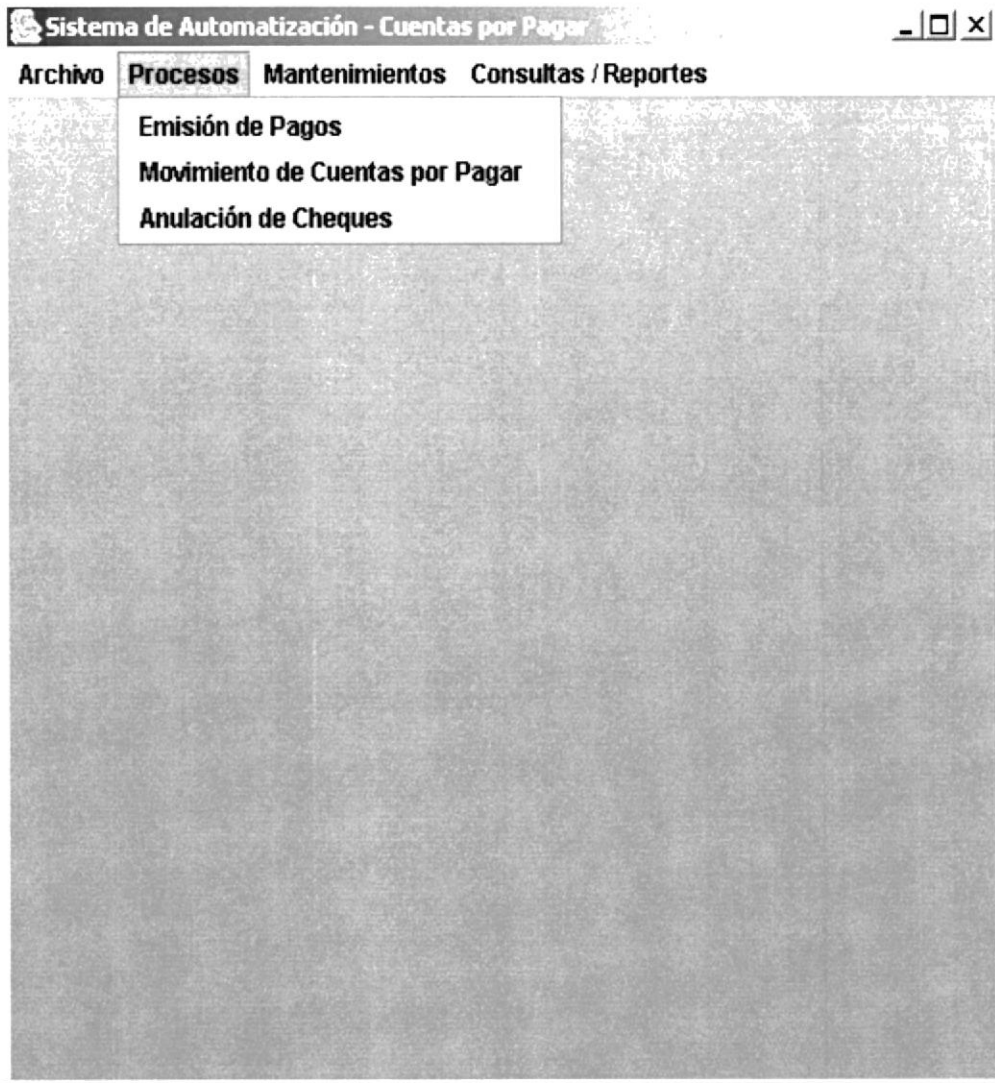 Sistema de Automatización - Cuentas por Pagar
Archivo Procesos Mantenimientos Consultas / Reportes
Emisión de Pagos
Movimiento de Cuentas por Pagar
Anulación de Cheques